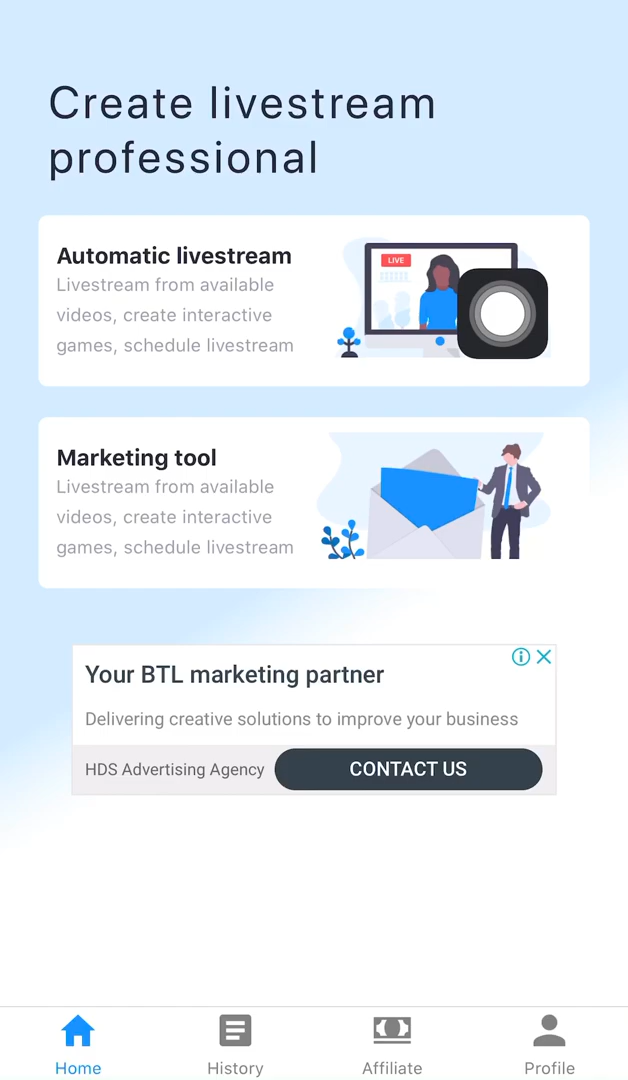 Create livestream
professional
Automatic livestream
Livestream from available
videos, create interactive
games, schedule livestream
LIVE
Marketing tool
Livestream from available
videos, create interactive
games, schedule livestream
Your BTL marketing partner
Delivering creative solutions to improve your business
HDS Advertising Agency
CONTACT US
Home
History
Affiliate
Profile